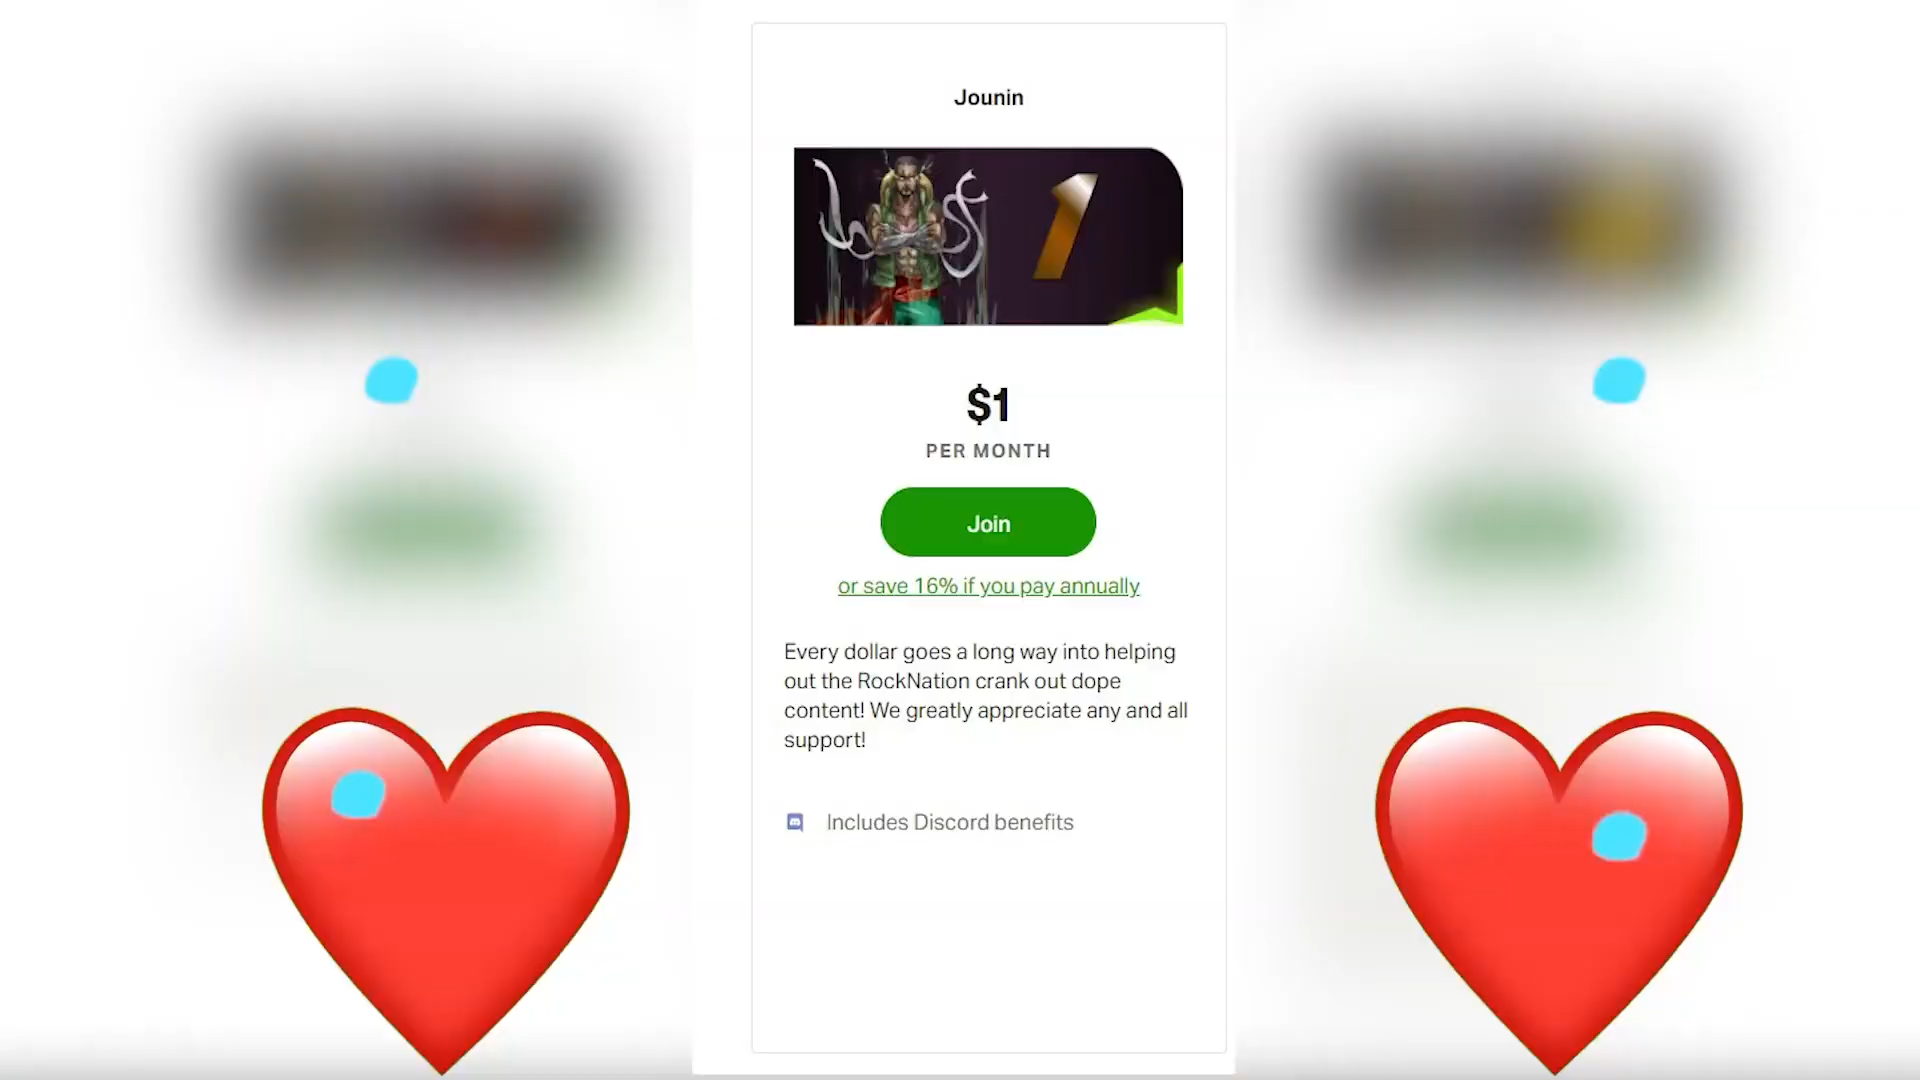 Jounin
1
$1
PER MONTH
Join
or save 16% if you pay annually
Every dollar goes a long way into helping
out the RockNation crank out dope
content! We greatly appreciate any and all
support!
Includes Discord benefits